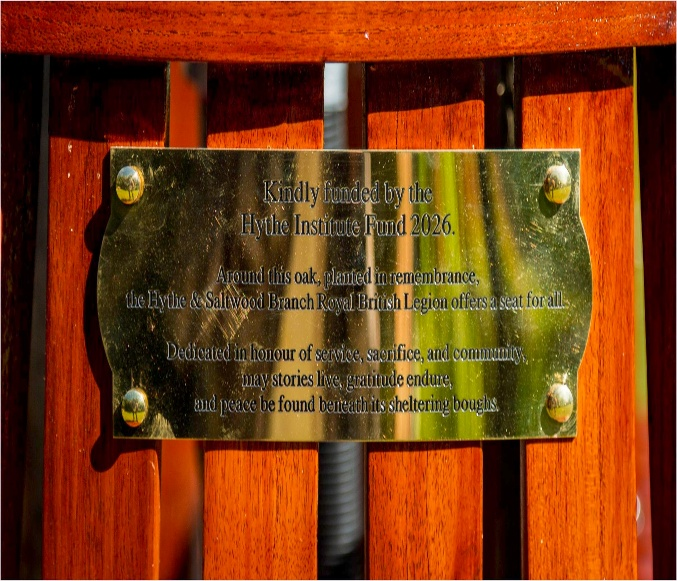 Kindly funded by the
Hythe Institute Fund 2026.
Around this oak, planted in remembrance,
the Hythe & Saltwood Branch Royal British Legion offers a seat for all.
Dedicated in honour of service, sacrifice, and community,
may stories live, gratitude endure,
and peace be found beneath its sheltering boughs.